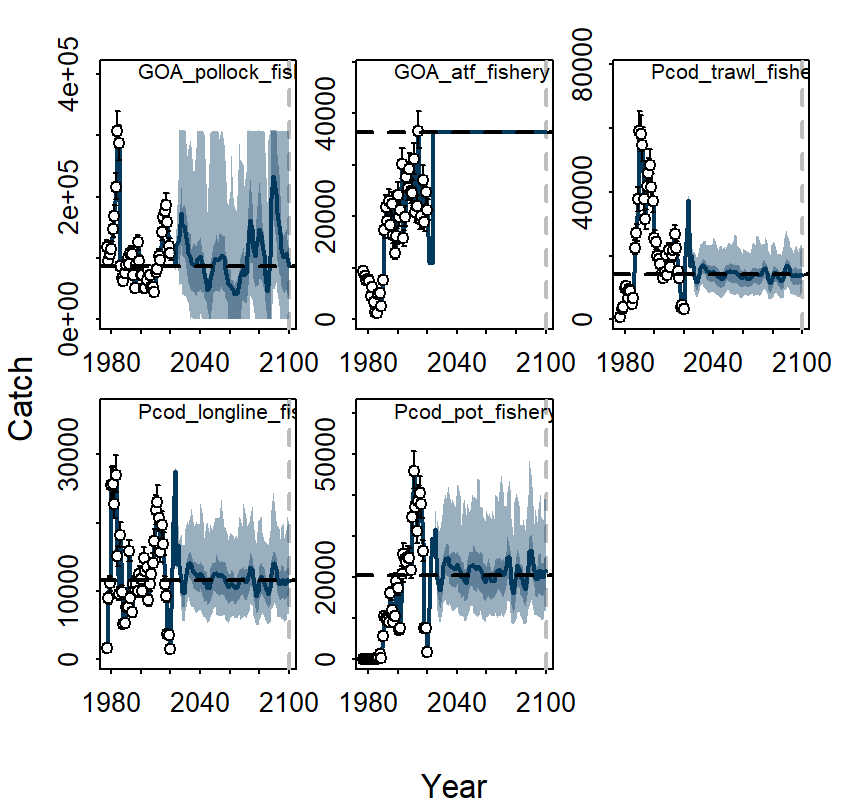 GOA_pollock_fisl
GOA_atf_fishery
Pcod_trawl_fishe
0e+00 2e+05 4e+05
0 20000 40000
0 40000 80000
1980 2040 2100
1980 2040 2100
1980 2040 2100
Catch
Pcod_longline_fis
Pcod_pot_fishery
0 10000 30000
0 20000 50000
1980 2040 2100
1980 2040 2100
Year